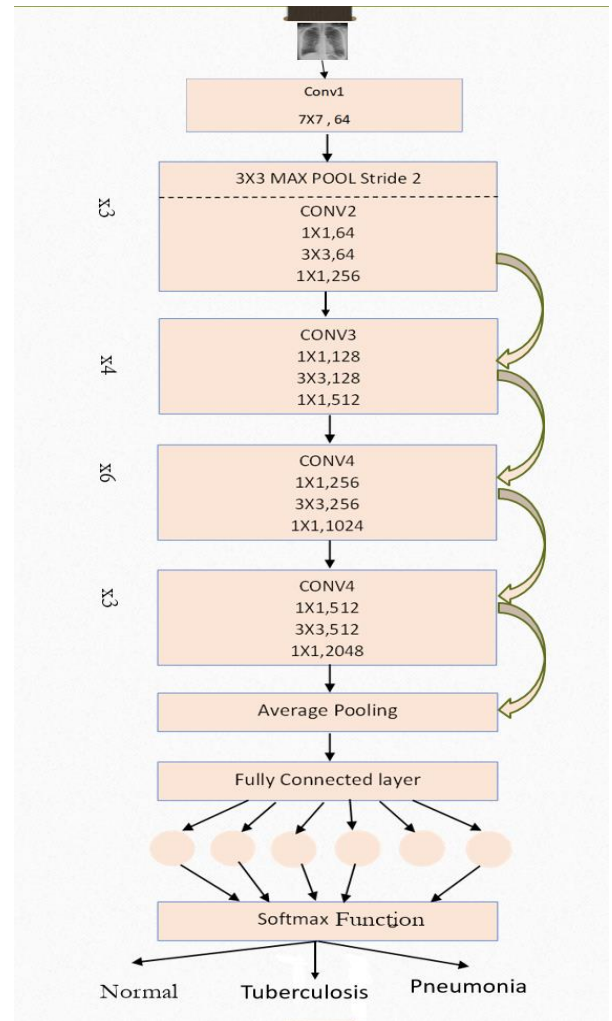 Conv1
7X7 , 64
3X3 MAX POOL Stride 2
x3
CONV2
1X1,64
3X3,64
1X1,256
x4
CONV3
1X1,128
3X3,128
1X1,512
x6
CONV4
1X1,256
3X3,256
1X1,1024
x3
CONV4
1X1,512
3X3,512
1X1,2048
Average Pooling
Fully Connected layer
Softmax Function
Normal Tuberculosis Pneumonia